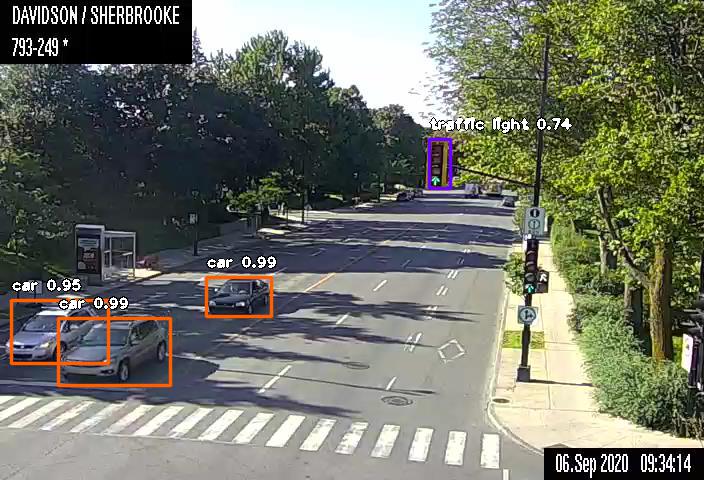 DAVIDSON / SHERBROOKE
793-249 *
traffic light 0.74
car 0.99
car 0.95
car 0.99
06.Sep 2020 09:34:14